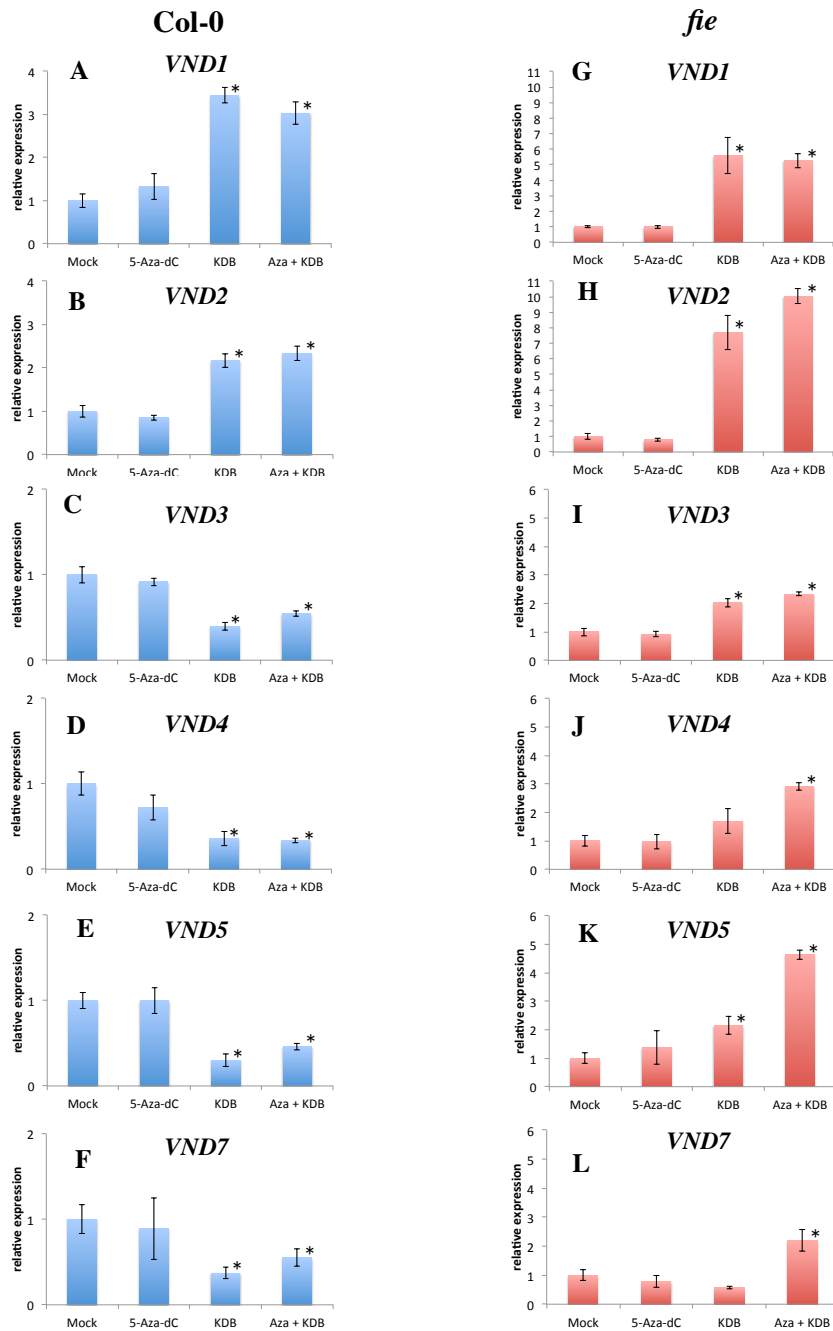 Col-0
A
VND1
relative expression
4
3
2
1
0
*
*
Mock 5-Aza-dC KDB Aza + KDB
B
VND2
relative expression
4
3
2
1
0
*
*
Mock 5-Aza-dC KDB Aza + KDB
C
VND3
relative expression
2
1
0
*
*
Mock 5-Aza-dC KDB Aza + KDB
D
VND4
relative expression
2
1
0
*
*
Mock 5-Aza-dC KDB Aza + KDB
E
VND5
relative expression
2
1
0
*
*
Mock 5-Aza-dC KDB Aza + KDB
F
VND7
relative expression
2
1
0
*
*
Mock 5-Aza-dC KDB Aza + KDB
fie
G
VND1
relative expression
11
10
9
8
7
6
5
4
3
2
1
0
*
*
Mock 5-Aza-dC KDB Aza + KDB
H
VND2
relative expression
11
10
9
8
7
6
5
4
3
2
1
0
*
*
Mock 5-Aza-dC KDB Aza + KDB
I
VND3
relative expression
6
5
4
3
2
1
0
*
*
Mock 5-Aza-dC KDB Aza + KDB
J
VND4
relative expression
6
5
4
3
2
1
0
*
Mock 5-Aza-dC KDB Aza + KDB
K
VND5
relative expression
6
5
4
3
2
1
0
*
*
Mock 5-Aza-dC KDB Aza + KDB
L
VND7
relative expression
6
5
4
3
2
1
0
*
Mock 5-Aza-dC KDB Aza + KDB